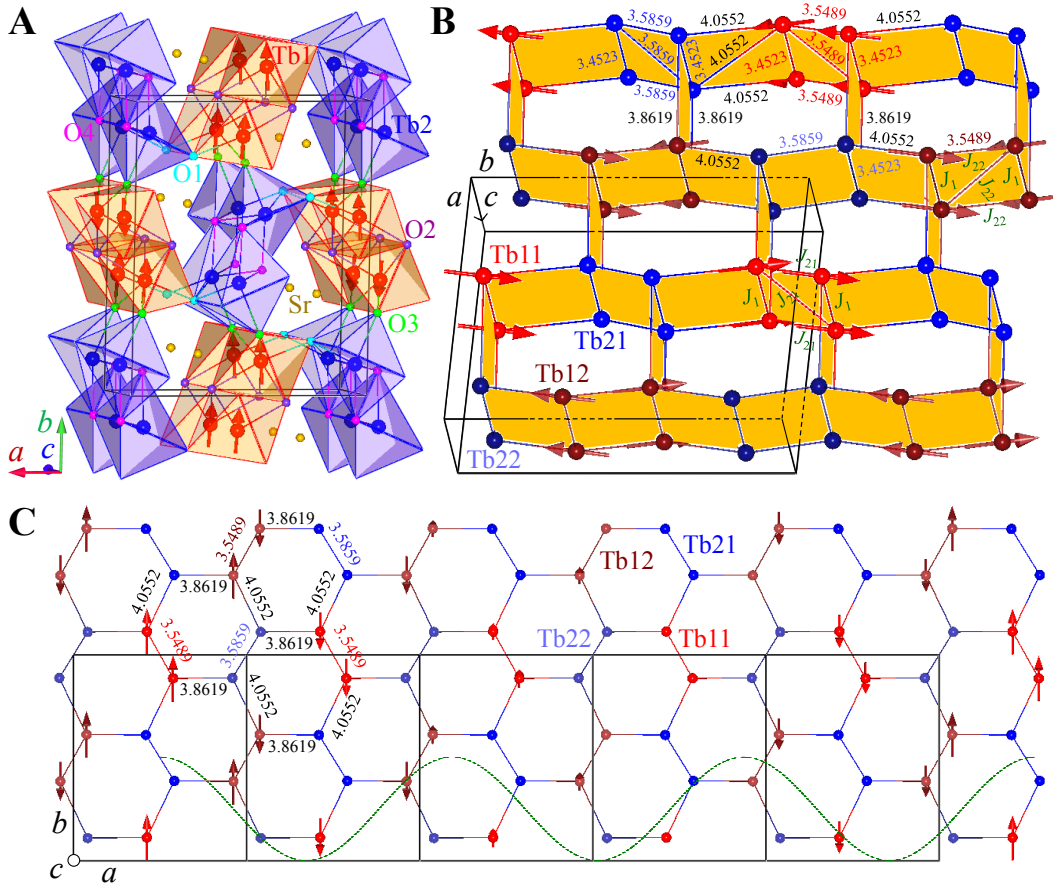 A
Tb1
O4
Tb2
O1
O2
Sr
O3
b
a
c
B
3.5859
4.0552
3.5489
4.0552
3.4523
3.5859
3.4523
4.0552
3.4523
3.5489
3.4523
3.5859
4.0552
3.5489
3.8619
3.8619
3.8619
3.5859
4.0552
3.5489
4.0552
3.4523
J22
J1
J22
J1
J22
b
a
c
Tb11
J21
J1
J21
J1
J21
Tb21
Tb12
Tb22
C
3.8619
3.5489
3.5859
Tb12
Tb21
4.0552
3.8619
4.0552
4.0552
3.5489
3.5859
3.8619
3.5489
Tb22
Tb11
3.8619
4.0552
4.0552
3.8619
b
c
a